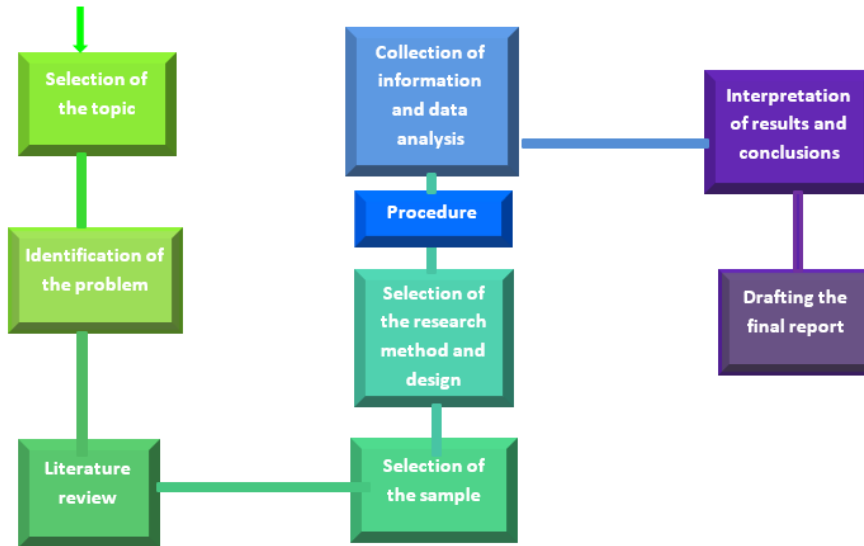 Selection of
the topic
Identification of
the problem
Literature
review
Selection of
the sample
Selection of
the research
method and
design
Procedure
Collection of
information
and data
analysis
Interpretation
of results and
conclusions
Drafting the
final report